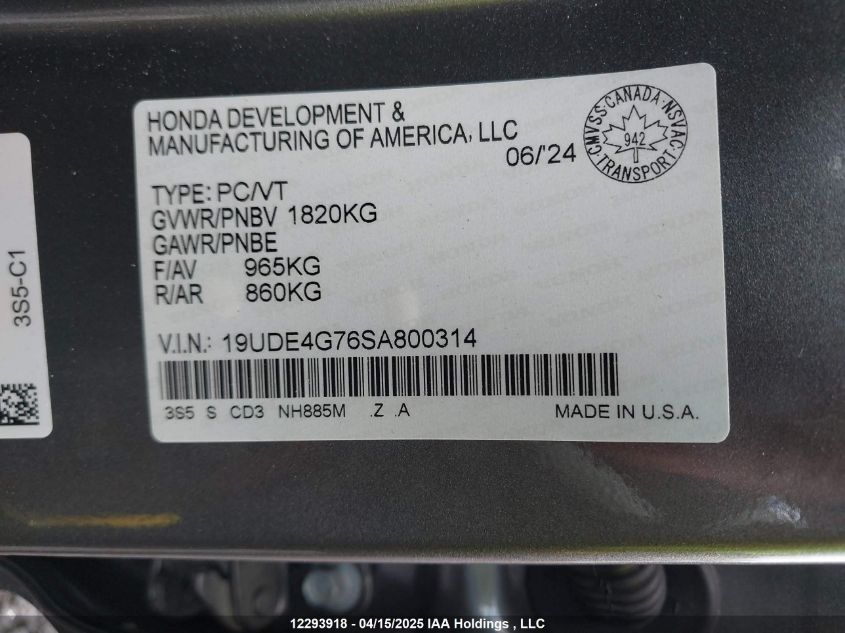 HONDA DEVELOPMENT &
MANUFACTURING OF AMERICA, LLC
06/'24
CMVSS·CANADA·NSVAC·TRANSPORT
942
TYPE: PC/VT
GVWR/PNBV 1820KG
GAWR/PNBE
F/AV 965KG
R/AR 860KG
V.I.N.: 19UDE4G76SA800314
3S5 S CD3 NH885M .Z .A MADE IN U.S.A.
3S5-C1
12293918 - 04/15/2025 IAA Holdings , LLC